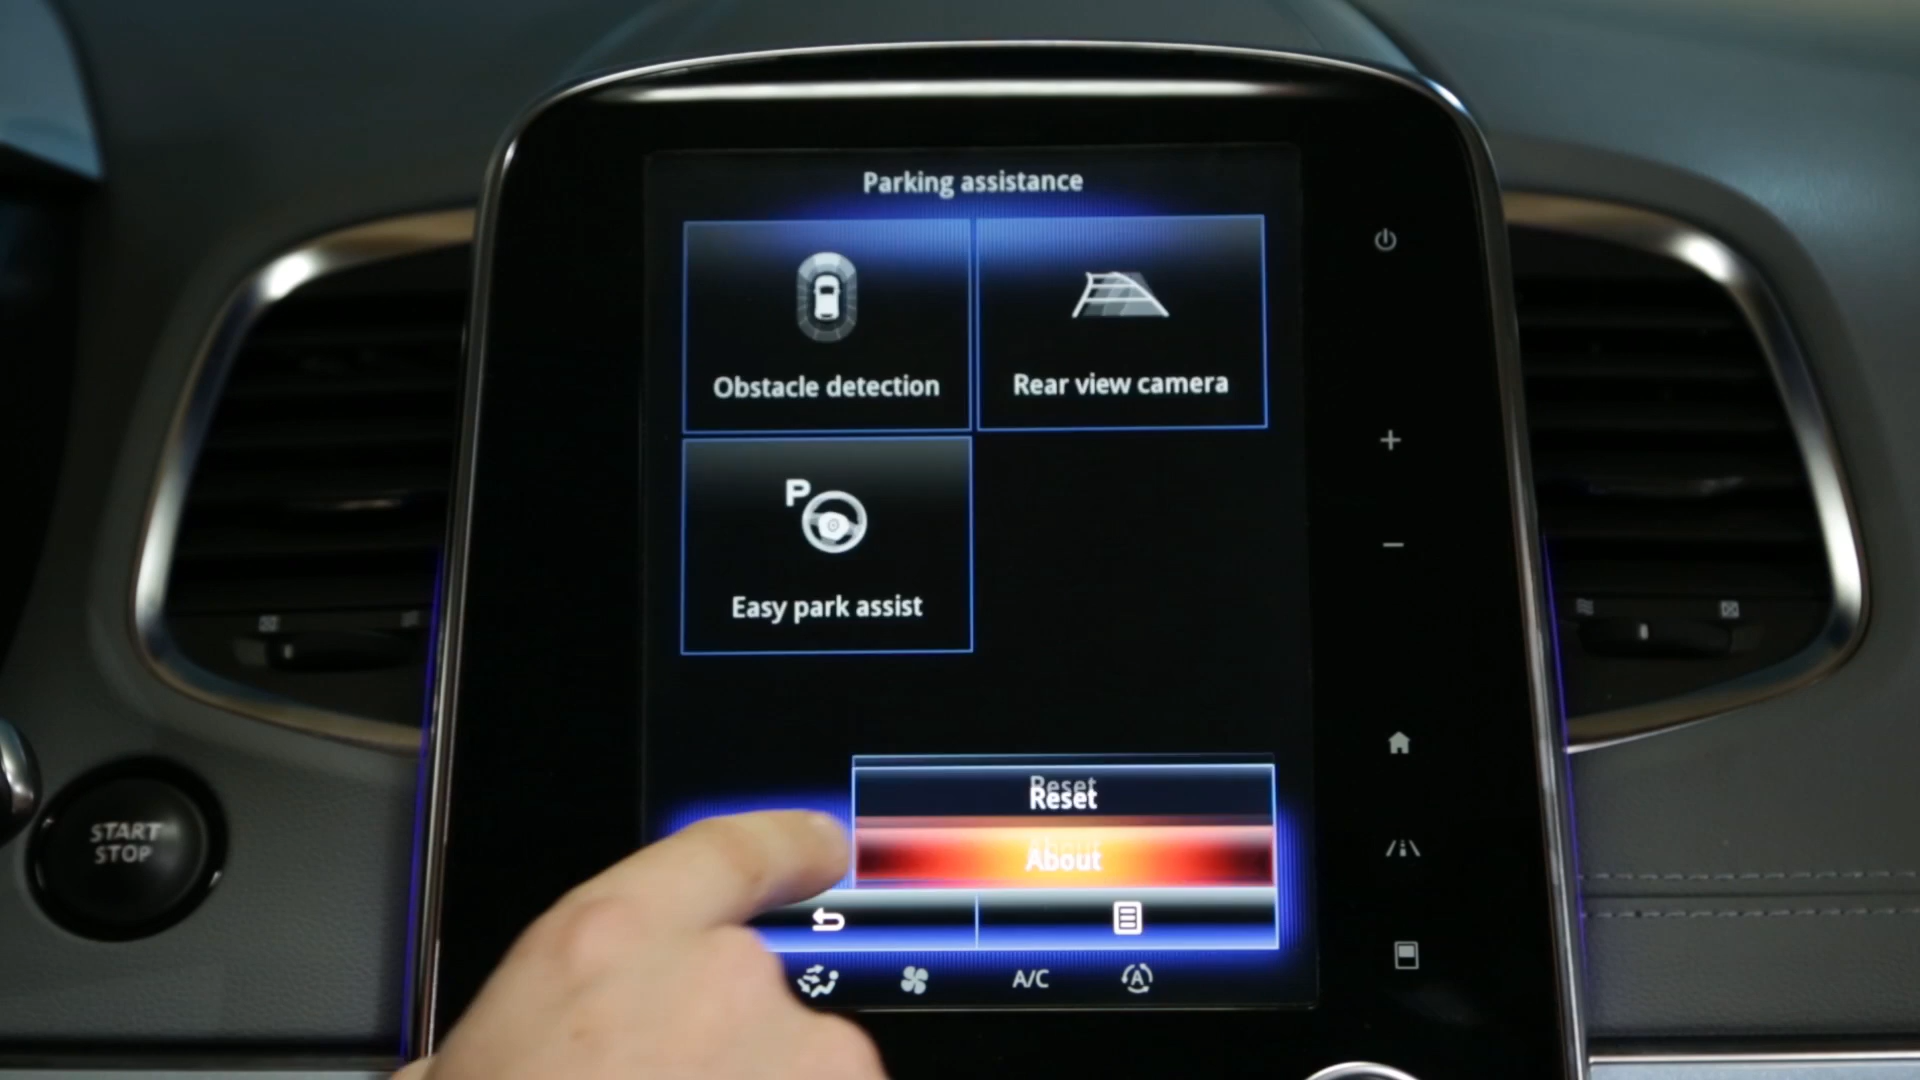 Parking assistance
Obstacle detection
Rear view camera
P
Easy park assist
Reset
About
START
STOP
A/C
A